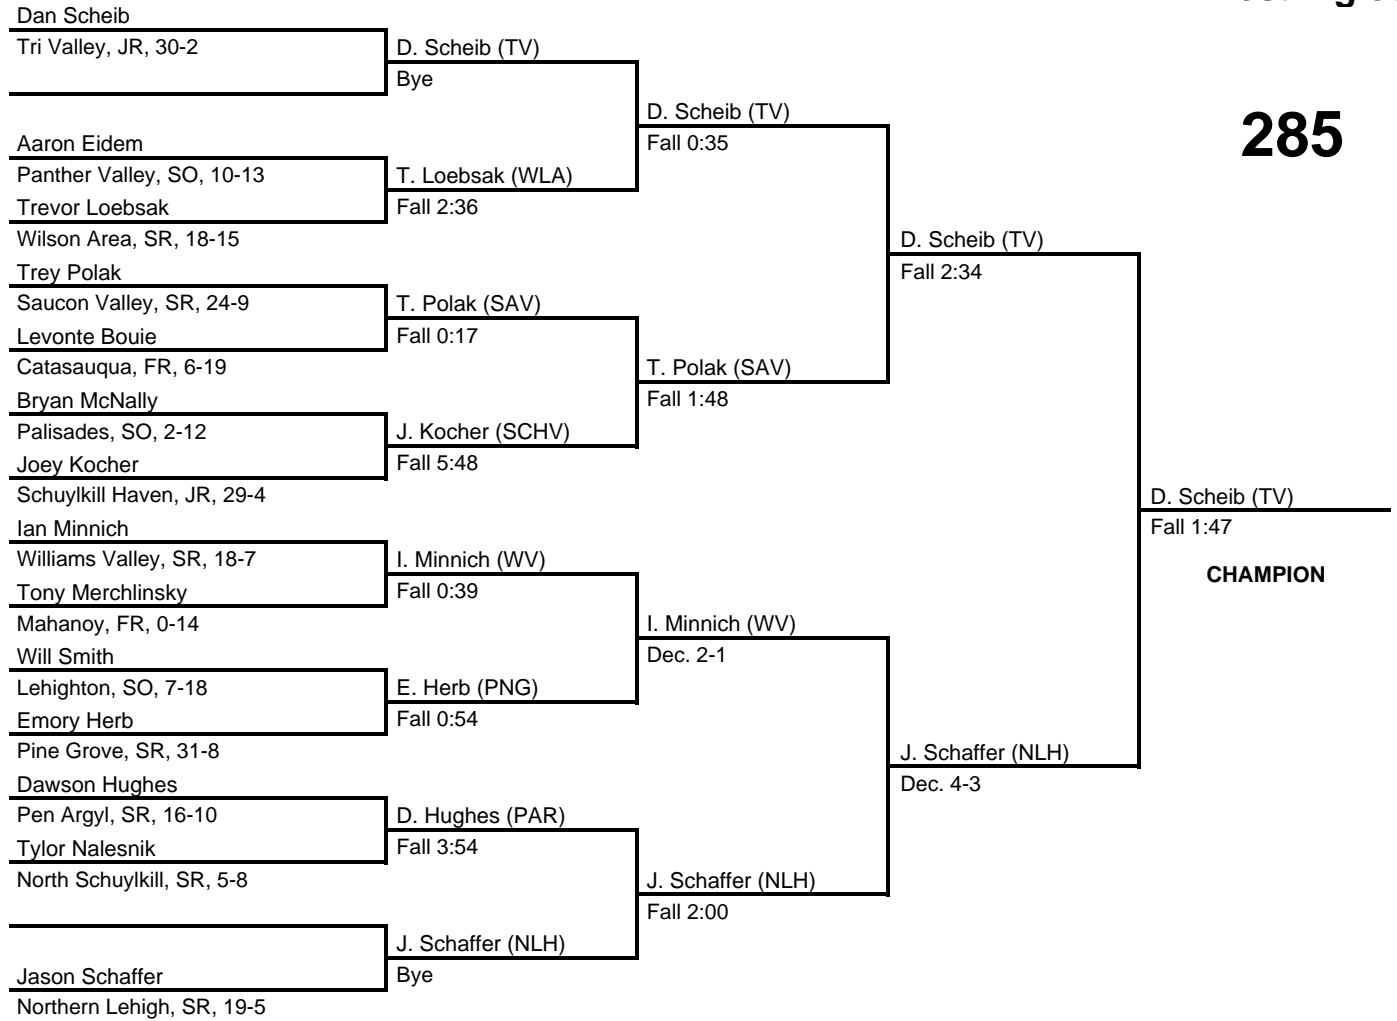 Dan Scheib
Tri Valley, JR, 30-2
D. Scheib (TV)
Bye
D. Scheib (TV)
Fall 0:35
285
Aaron Eidem
Panther Valley, SO, 10-13
T. Loebsak (WLA)
Trevor Loebsak
Fall 2:36
Wilson Area, SR, 18-15
D. Scheib (TV)
Trey Polak
Fall 2:34
Saucon Valley, SR, 24-9
T. Polak (SAV)
Levonte Bouie
Fall 0:17
Catasauqua, FR, 6-19
T. Polak (SAV)
Bryan McNally
Fall 1:48
Palisades, SO, 2-12
J. Kocher (SCHV)
Joey Kocher
Fall 5:48
Schuylkill Haven, JR, 29-4
D. Scheib (TV)
Ian Minnich
Fall 1:47
Williams Valley, SR, 18-7
I. Minnich (WV)
CHAMPION
Tony Merchlinsky
Fall 0:39
Mahanoy, FR, 0-14
I. Minnich (WV)
Will Smith
Dec. 2-1
Lehighton, SO, 7-18
E. Herb (PNG)
Emory Herb
Fall 0:54
Pine Grove, SR, 31-8
J. Schaffer (NLH)
Dawson Hughes
Dec. 4-3
Pen Argyl, SR, 16-10
D. Hughes (PAR)
Tylor Nalesnik
Fall 3:54
North Schuylkill, SR, 5-8
J. Schaffer (NLH)
Fall 2:00
J. Schaffer (NLH)
Jason Schaffer
Bye
Northern Lehigh, SR, 19-5